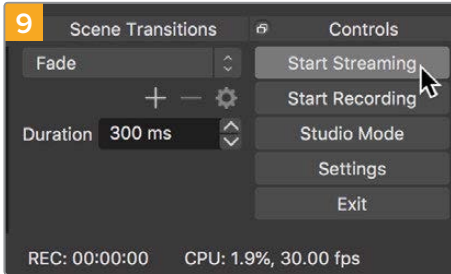 9
Scene Transitions
Controls
Fade
Start Streaming
Start Recording
Duration 300 ms
Studio Mode
Settings
Exit
REC: 00:00:00 CPU: 1.9%, 30.00 fps